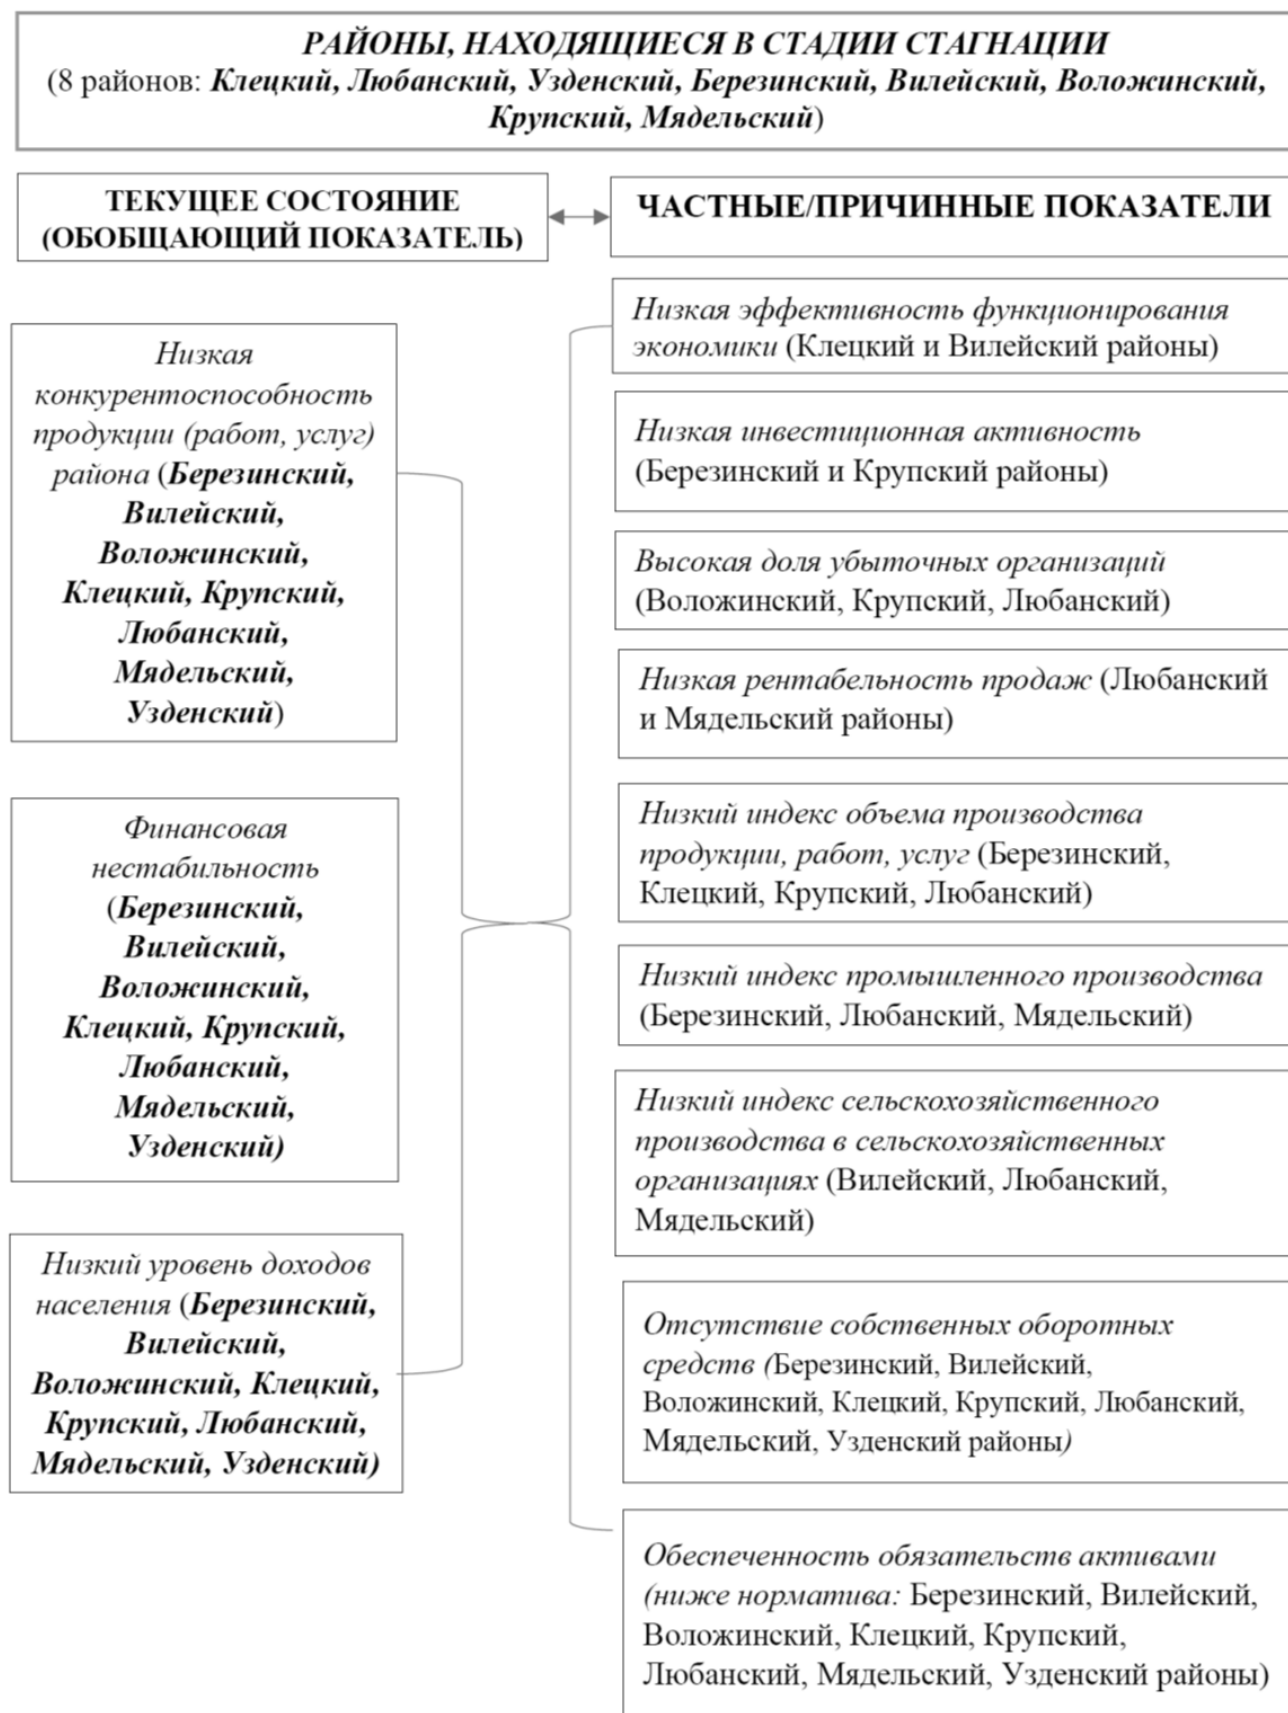 РАЙОНЫ, НАХОДЯЩИЕСЯ В СТАДИИ СТАГНАЦИИ
(8 районов: Клецкий, Любанский, Узденский, Березинский, Вилейский, Воложинский,
Крупский, Мядельский)
ТЕКУЩЕЕ СОСТОЯНИЕ
(ОБОБЩАЮЩИЙ ПОКАЗАТЕЛЬ)
ЧАСТНЫЕ/ПРИЧИННЫЕ ПОКАЗАТЕЛИ
Низкая
конкурентоспособность
продукции (работ, услуг)
района (Березинский,
Вилейский,
Воложинский,
Клецкий, Крупский,
Любанский,
Мядельский,
Узденский)
Финансовая
нестабильность
(Березинский,
Вилейский,
Воложинский,
Клецкий, Крупский,
Любанский,
Мядельский,
Узденский)
Низкий уровень доходов
населения (Березинский,
Вилейский,
Воложинский, Клецкий,
Крупский, Любанский,
Мядельский, Узденский)
Низкая эффективность функционирования
экономики (Клецкий и Вилейский районы)
Низкая инвестиционная активность
(Березинский и Крупский районы)
Высокая доля убыточных организаций
(Воложинский, Крупский, Любанский)
Низкая рентабельность продаж (Любанский
и Мядельский районы)
Низкий индекс объема производства
продукции, работ, услуг (Березинский,
Клецкий, Крупский, Любанский)
Низкий индекс промышленного производства
(Березинский, Любанский, Мядельский)
Низкий индекс сельскохозяйственного
производства в сельскохозяйственных
организациях (Вилейский, Любанский,
Мядельский)
Отсутствие собственных оборотных
средств (Березинский, Вилейский,
Воложинский, Клецкий, Крупский, Любанский,
Мядельский, Узденский районы)
Обеспеченность обязательств активами
(ниже норматива: Березинский, Вилейский,
Воложинский, Клецкий, Крупский,
Любанский, Мядельский, Узденский районы)